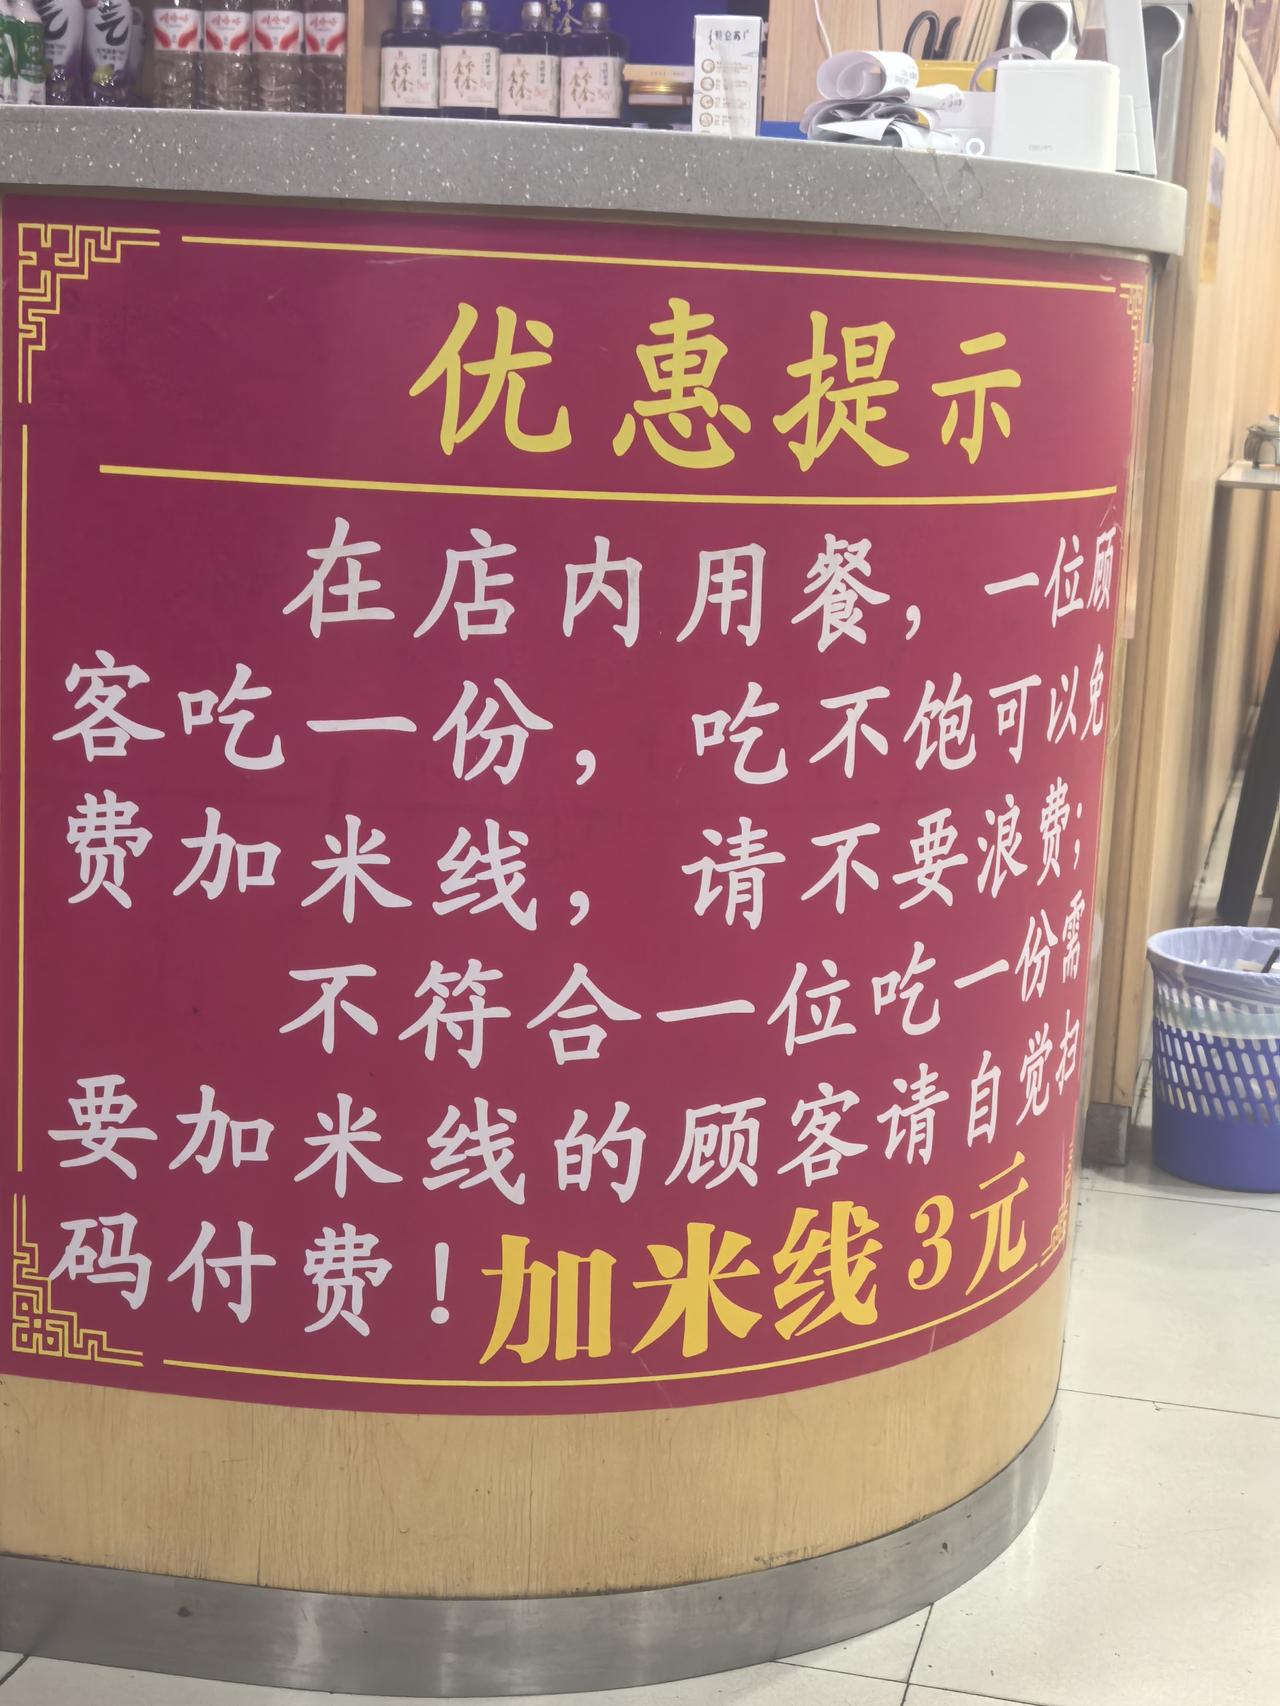 优惠提示
在店内用餐，一位顾
客吃一份，吃不饱可以免
费加米线，请不要浪费；
不符合一位吃一份需
要加米线的顾客请自觉扫
码付费！加米线3元